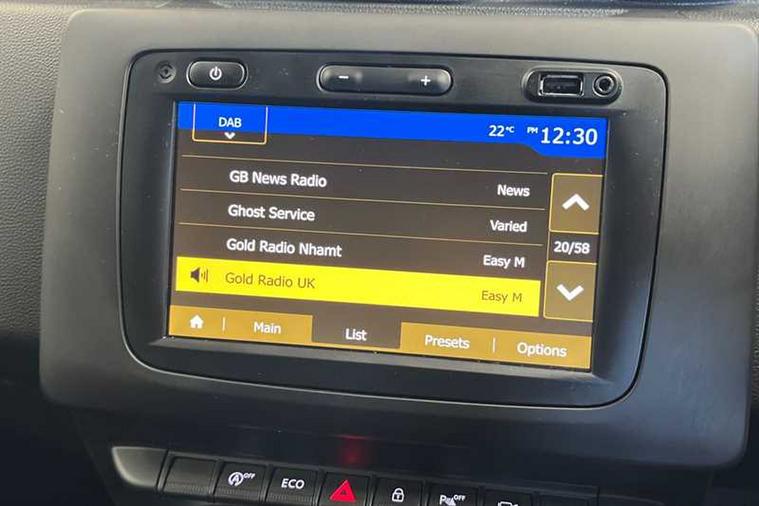 DAB
22°C PM 12:30
GB News Radio News
Ghost Service Varied
Gold Radio Nhamt Easy M
20/58
Gold Radio UK Easy M
Main List Presets Options
OFF ECO OFF